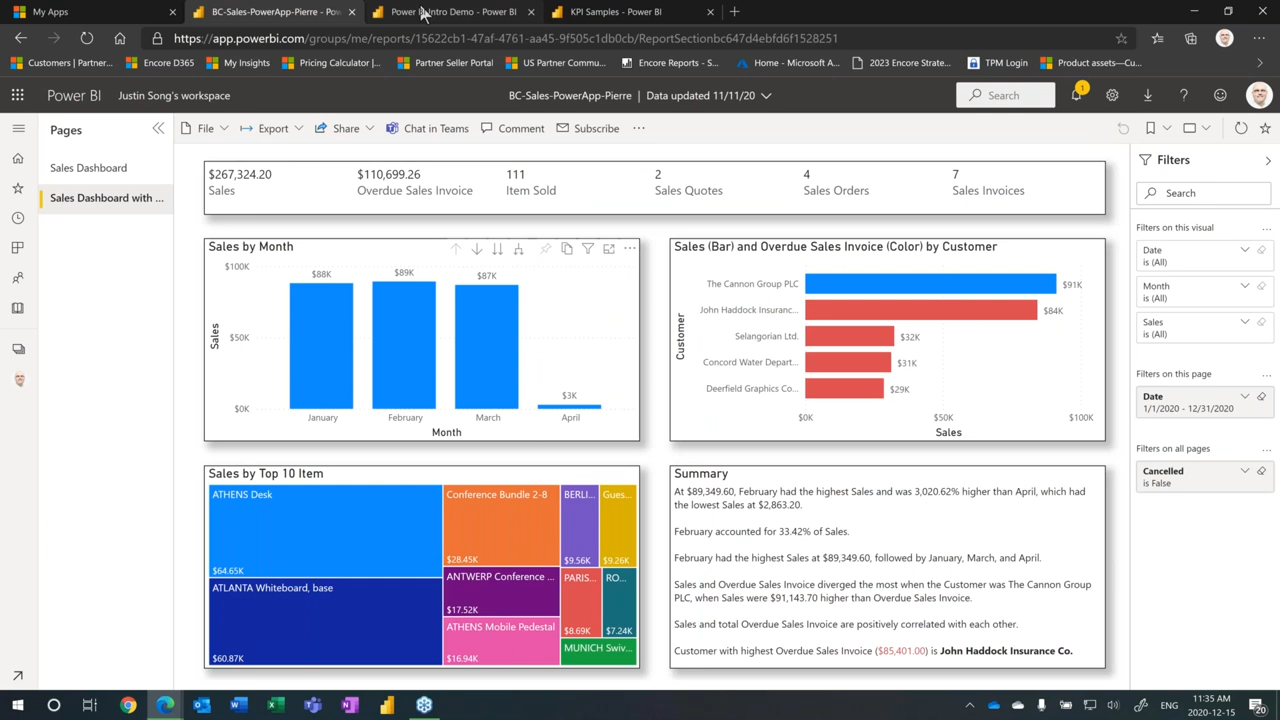 My Apps
BC-Sales-PowerApp-Pierre - Pow
Power BI Intro Demo - Power BI
KPI Samples - Power BI
https://app.powerbi.com/groups/me/reports/15622cb1-47af-4761-aa45-9f505c1db0cb/ReportSectionbc647d4ebfd6f1528251
Customers | Partner...
Encore D365
My Insights
Pricing Calculator |...
Partner Seller Portal
US Partner Commu...
Encore Reports - S...
Home - Microsoft A...
2023 Encore Strate...
TPM Login
Product assets—Cu...
Power BI
Justin Song's workspace
BC-Sales-PowerApp-Pierre | Data updated 11/11/20
Search
1
Pages
File
Export
Share
Chat in Teams
Comment
Subscribe
...
Sales Dashboard
Sales Dashboard with ...
$267,324.20
Sales
$110,699.26
Overdue Sales Invoice
111
Item Sold
2
Sales Quotes
4
Sales Orders
7
Sales Invoices
Sales by Month
$100K
$50K
$0K
Sales
$88K
$89K
$87K
$3K
January
February
March
April
Month
Sales (Bar) and Overdue Sales Invoice (Color) by Customer
Customer
The Cannon Group PLC
$91K
John Haddock Insuranc...
$84K
Selangorian Ltd.
$32K
Concord Water Depart...
$31K
Deerfield Graphics Co...
$29K
$0K
$50K
$100K
Sales
Sales by Top 10 Item
ATHENS Desk
$64.65K
ATLANTA Whiteboard, base
$60.87K
Conference Bundle 2-8
$28.45K
ANTWERP Conference ...
$17.52K
ATHENS Mobile Pedestal
$16.94K
BERLI...
$9.56K
Gues...
$9.26K
PARIS...
$8.69K
RO...
$7.24K
MUNICH Swiv...
Summary
At $89,349.60, February had the highest Sales and was 3,020.62% higher than April, which had
the lowest Sales at $2,863.20.
February accounted for 33.42% of Sales.
February had the highest Sales at $89,349.60, followed by January, March, and April.
Sales and Overdue Sales Invoice diverged the most when the Customer was The Cannon Group
PLC, when Sales were $91,143.70 higher than Overdue Sales Invoice.
Sales and total Overdue Sales Invoice are positively correlated with each other.
Customer with highest Overdue Sales Invoice ($85,401.00) is John Haddock Insurance Co.
Filters
Search
Filters on this visual
...
Date
is (All)
Month
is (All)
Sales
is (All)
Filters on this page
...
Date
1/1/2020 - 12/31/2020
Filters on all pages
...
Cancelled
is False
11:35 AM
2020-12-15
20